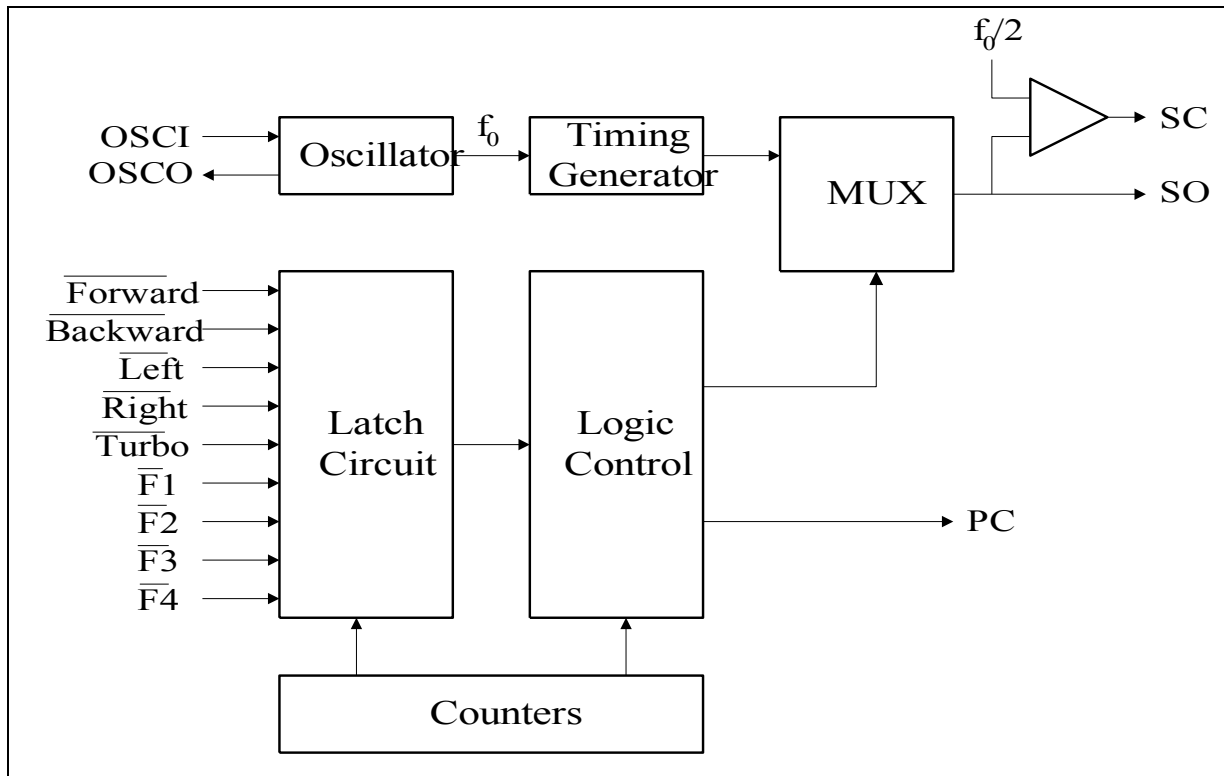 f₀/2
OSCI
OSCO
Oscillator
f₀
Timing
Generator
MUX
SC
SO
Forward
Backward
Left
Right
Turbo
F1
F2
F3
F4
Latch
Circuit
Logic
Control
PC
Counters